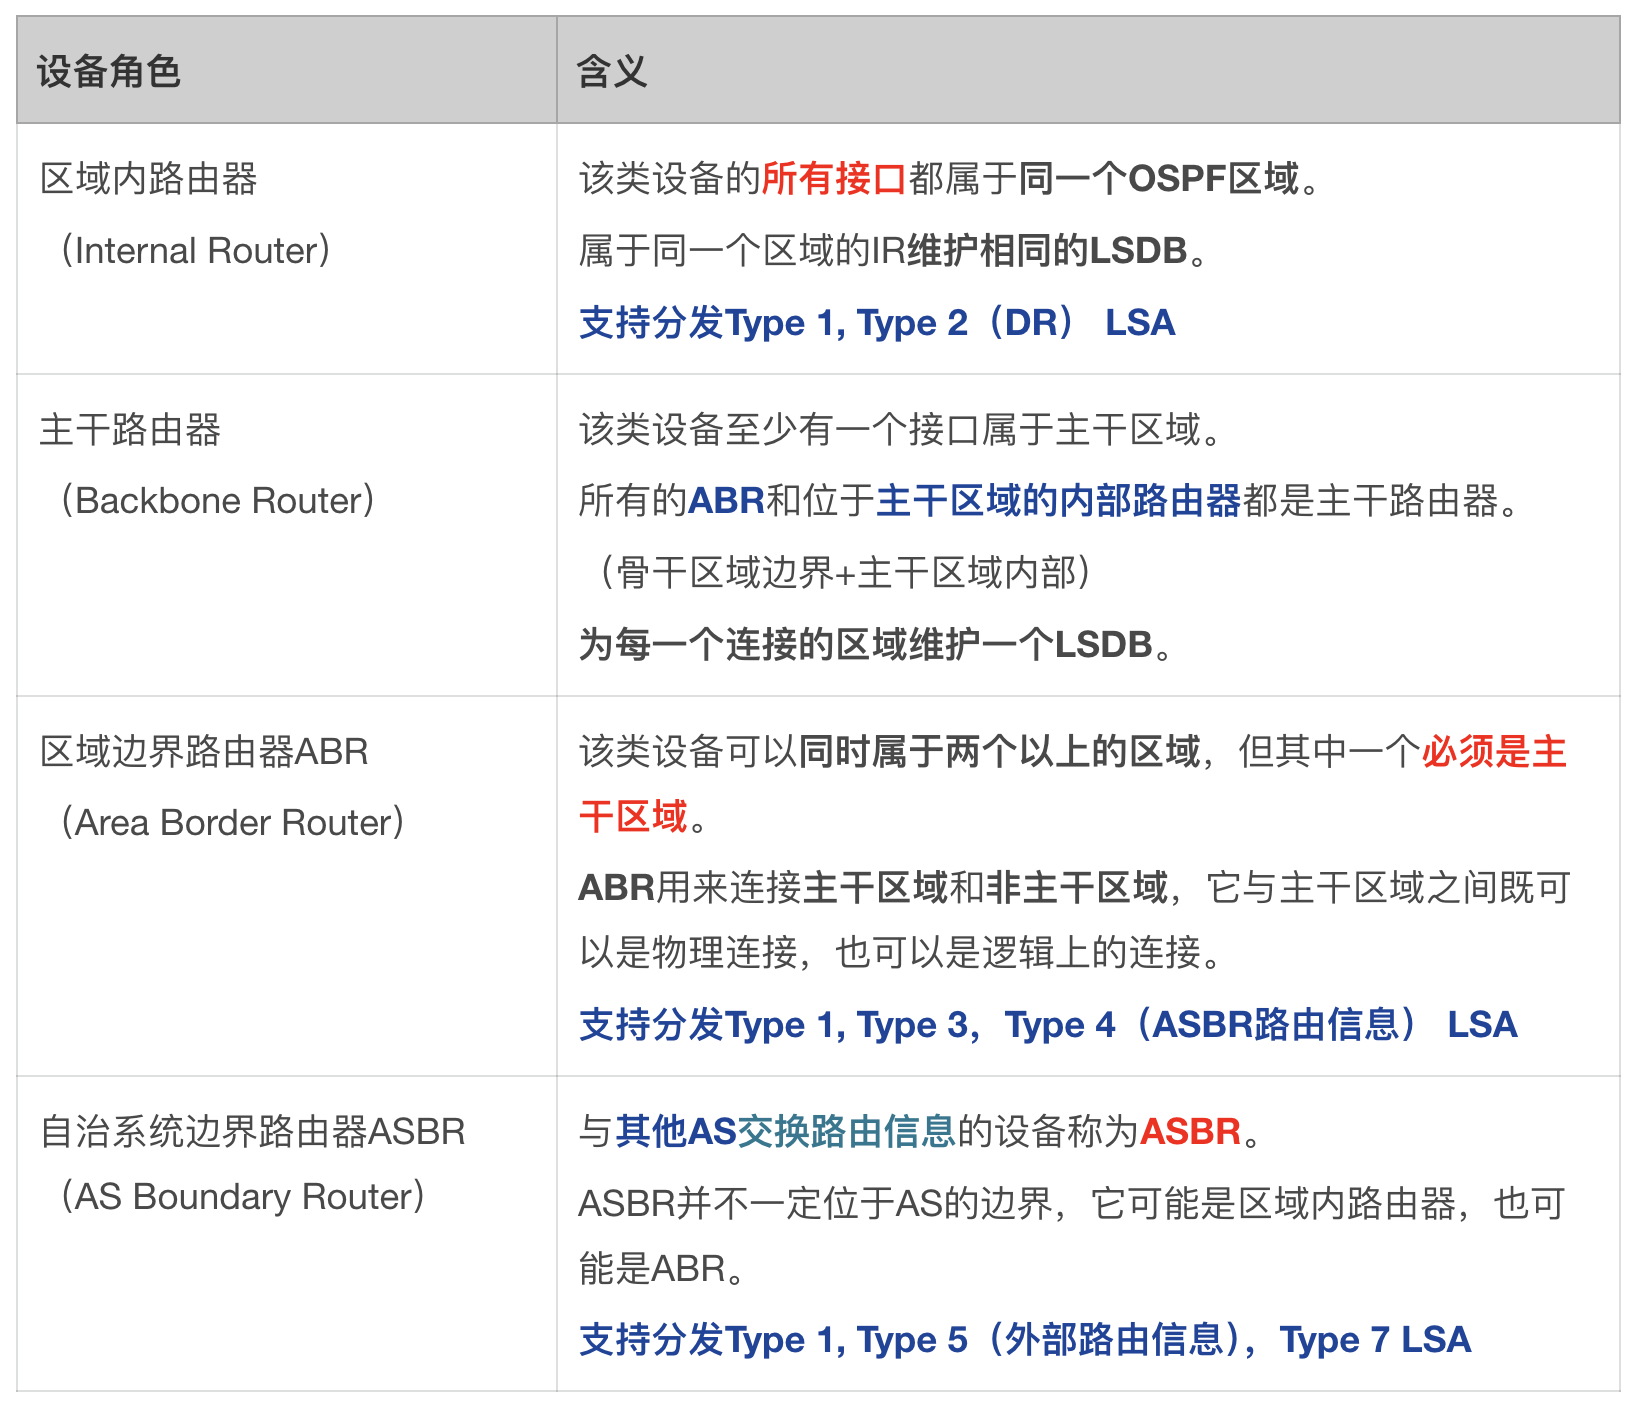 设备角色
含义
区域内路由器
（Internal Router）
该类设备的所有接口都属于同一个OSPF区域。
属于同一个区域的IR维护相同的LSDB。
支持分发Type 1, Type 2（DR） LSA
主干路由器
（Backbone Router）
该类设备至少有一个接口属于主干区域。
所有的ABR和位于主干区域的内部路由器都是主干路由器。
（骨干区域边界+主干区域内部）
为每一个连接的区域维护一个LSDB。
区域边界路由器ABR
（Area Border Router）
该类设备可以同时属于两个以上的区域，但其中一个必须是主
干区域。
ABR用来连接主干区域和非主干区域，它与主干区域之间既可
以是物理连接，也可以是逻辑上的连接。
支持分发Type 1, Type 3，Type 4（ASBR路由信息） LSA
自治系统边界路由器ASBR
（AS Boundary Router）
与其他AS交换路由信息的设备称为ASBR。
ASBR并不一定位于AS的边界，它可能是区域内路由器，也可
能是ABR。
支持分发Type 1, Type 5（外部路由信息），Type 7 LSA